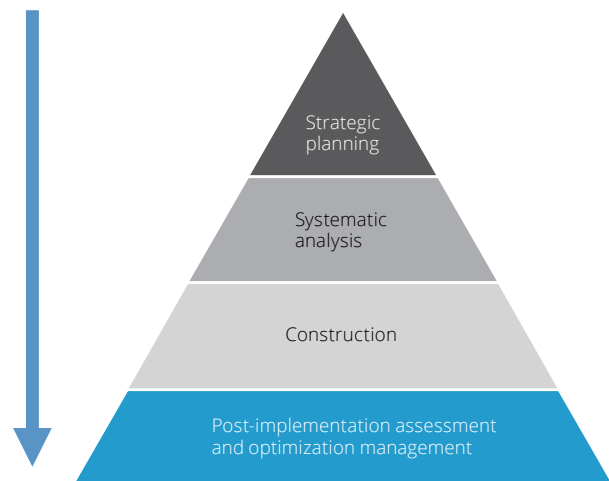 Strategic
planning
Systematic
analysis
Construction
Post-implementation assessment
and optimization management